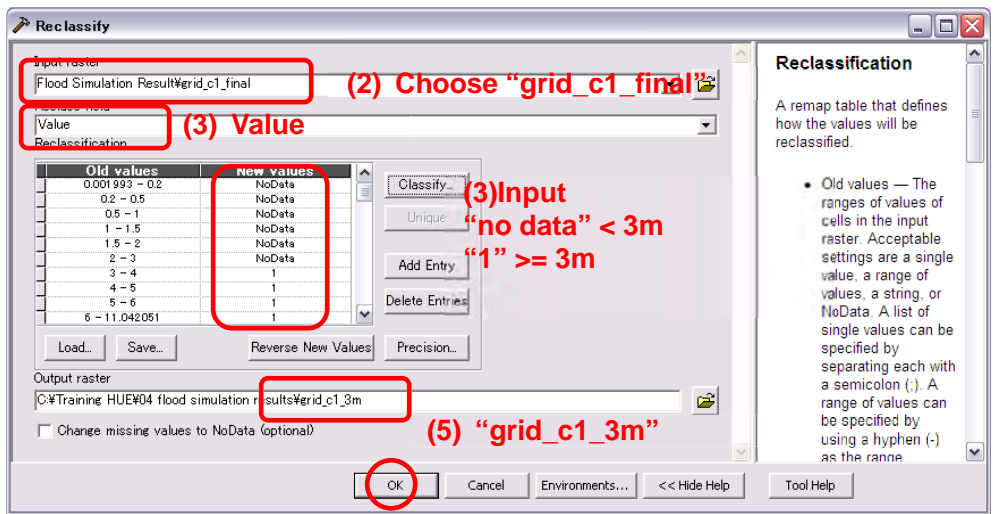 Reclassify
Input raster
Flood Simulation Result¥grid_c1_final
(2) Choose “grid_c1_final”
Value
(3) Value
Reclassification
Old values New values
0.001993 - 0.2 NoData
0.2 - 0.5 NoData
0.5 - 1 NoData
1 - 1.5 NoData
1.5 - 2 NoData
2 - 3 NoData
3 - 4 1
4 - 5 1
5 - 6 1
6 - 11.042051 1
Classify...
Unique
Add Entry
Delete Entries
(3)Input
“no data” < 3m
“1” >= 3m
Load...
Save...
Reverse New Values
Precision...
Output raster
C:¥Training HUE¥04 flood simulation results¥grid_c1_3m
Change missing values to NoData (optional)
(5) “grid_c1_3m”
OK
Cancel
Environments...
<< Hide Help
Tool Help
Reclassification
A remap table that defines
how the values will be
reclassified.
• Old values — The
ranges of values of
cells in the input
raster. Acceptable
settings are a single
value, a range of
values, a string, or
NoData. A list of
single values can be
specified by
separating each with
a semicolon (;). A
range of values can
be specified by
using a hyphen (-)
as the range